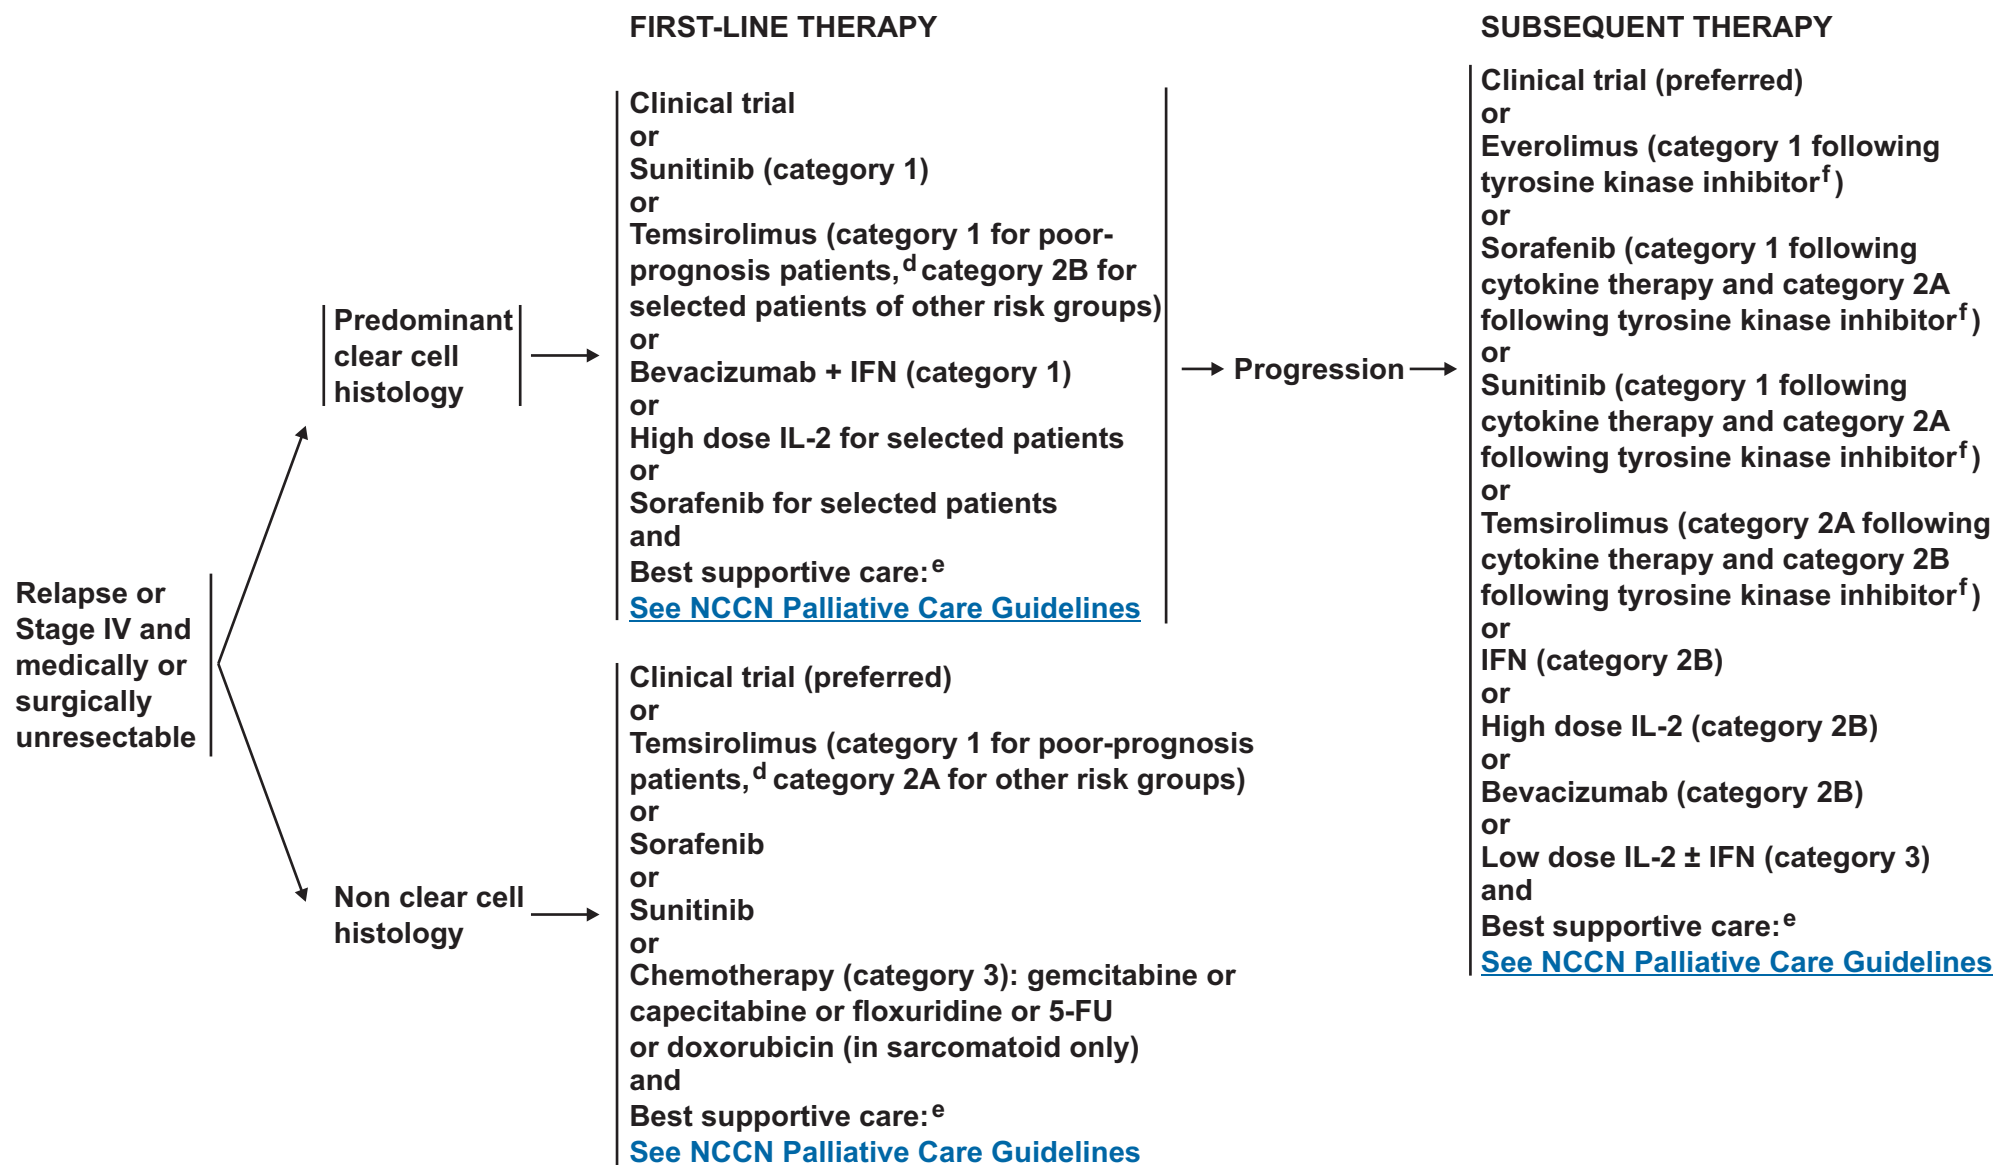 FIRST-LINE THERAPY
SUBSEQUENT THERAPY
Relapse or
Stage IV and
medically or
surgically
unresectable
Predominant
clear cell
histology
Clinical trial
or
Sunitinib (category 1)
or
Temsirolimus (category 1 for poor-
prognosis patients,d category 2B for
selected patients of other risk groups)
or
Bevacizumab + IFN (category 1)
or
High dose IL-2 for selected patients
or
Sorafenib for selected patients
and
Best supportive care:e
See NCCN Palliative Care Guidelines
Progression
Clinical trial (preferred)
or
Everolimus (category 1 following
tyrosine kinase inhibitorf)
or
Sorafenib (category 1 following
cytokine therapy and category 2A
following tyrosine kinase inhibitorf)
or
Sunitinib (category 1 following
cytokine therapy and category 2A
following tyrosine kinase inhibitorf)
or
Temsirolimus (category 2A following
cytokine therapy and category 2B
following tyrosine kinase inhibitorf)
or
IFN (category 2B)
or
High dose IL-2 (category 2B)
or
Bevacizumab (category 2B)
or
Low dose IL-2 ± IFN (category 3)
and
Best supportive care:e
See NCCN Palliative Care Guidelines
Non clear cell
histology
Clinical trial (preferred)
or
Temsirolimus (category 1 for poor-prognosis
patients,d category 2A for other risk groups)
or
Sorafenib
or
Sunitinib
or
Chemotherapy (category 3): gemcitabine or
capecitabine or floxuridine or 5-FU
or doxorubicin (in sarcomatoid only)
and
Best supportive care:e
See NCCN Palliative Care Guidelines